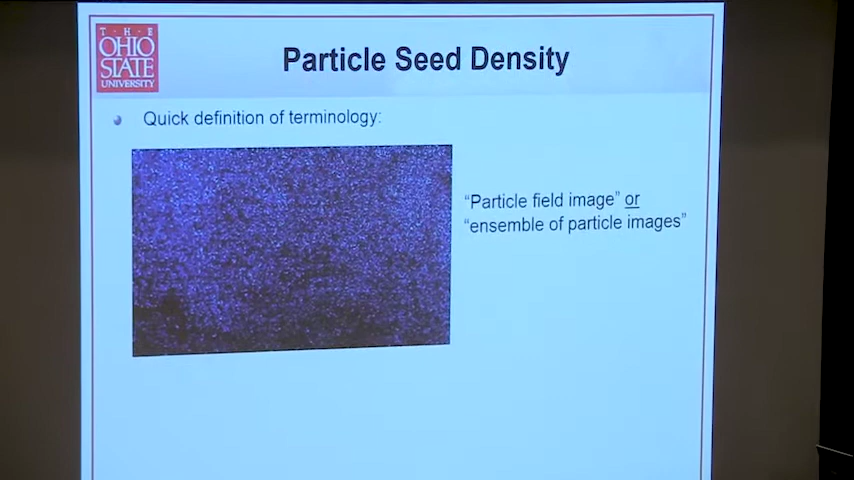 T · H · E
OHIO
STATE
UNIVERSITY
Particle Seed Density
Quick definition of terminology:
“Particle field image” or
“ensemble of particle images”